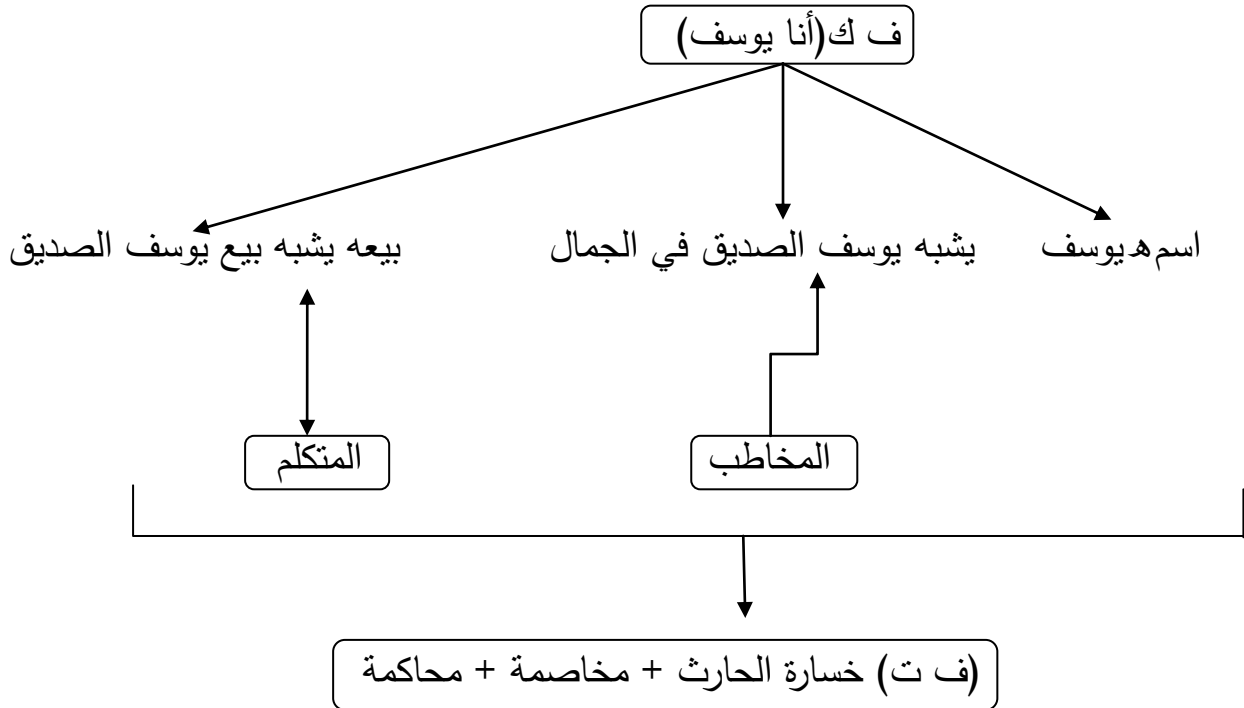 ف ك(أنا يوسف)
اسمه يوسف يشبه يوسف الصديق في الجمال بيعه يشبه بيع يوسف الصديق
المخاطب المتكلم
(ف ت) خسارة الحارث + مخاصمة + محاكمة